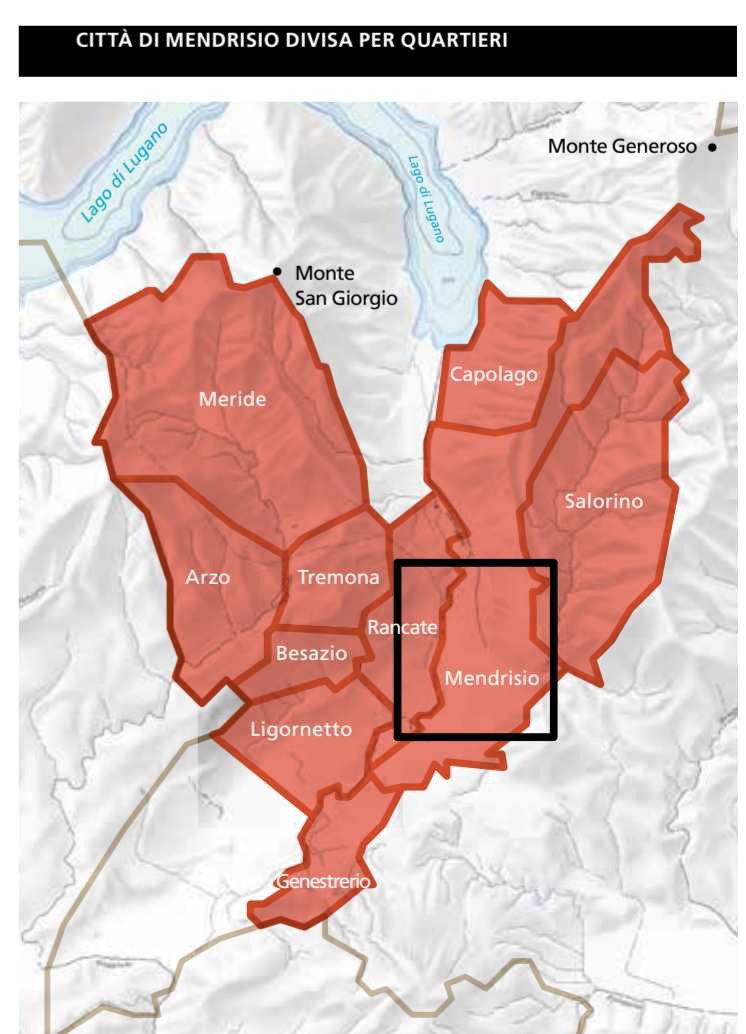 CITTÀ DI MENDRISIO DIVISA PER QUARTIERI
Lago di Lugano
Lago di Lugano
Monte Generoso
Monte
San Giorgio
Capolago
Meride
Salorino
Arzo
Tremona
Rancate
Besazio
Mendrisio
Ligornetto
Genestrerio